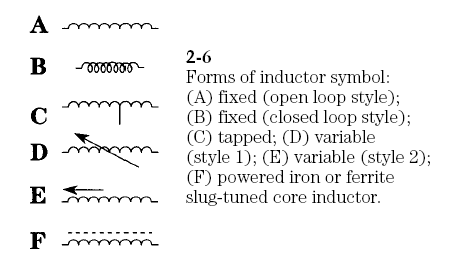 A
B
C
D
E
F
2-6
Forms of inductor symbol:
(A) fixed (open loop style);
(B) fixed (closed loop style);
(C) tapped; (D) variable
(style 1); (E) variable (style 2);
(F) powered iron or ferrite
slug-tuned core inductor.